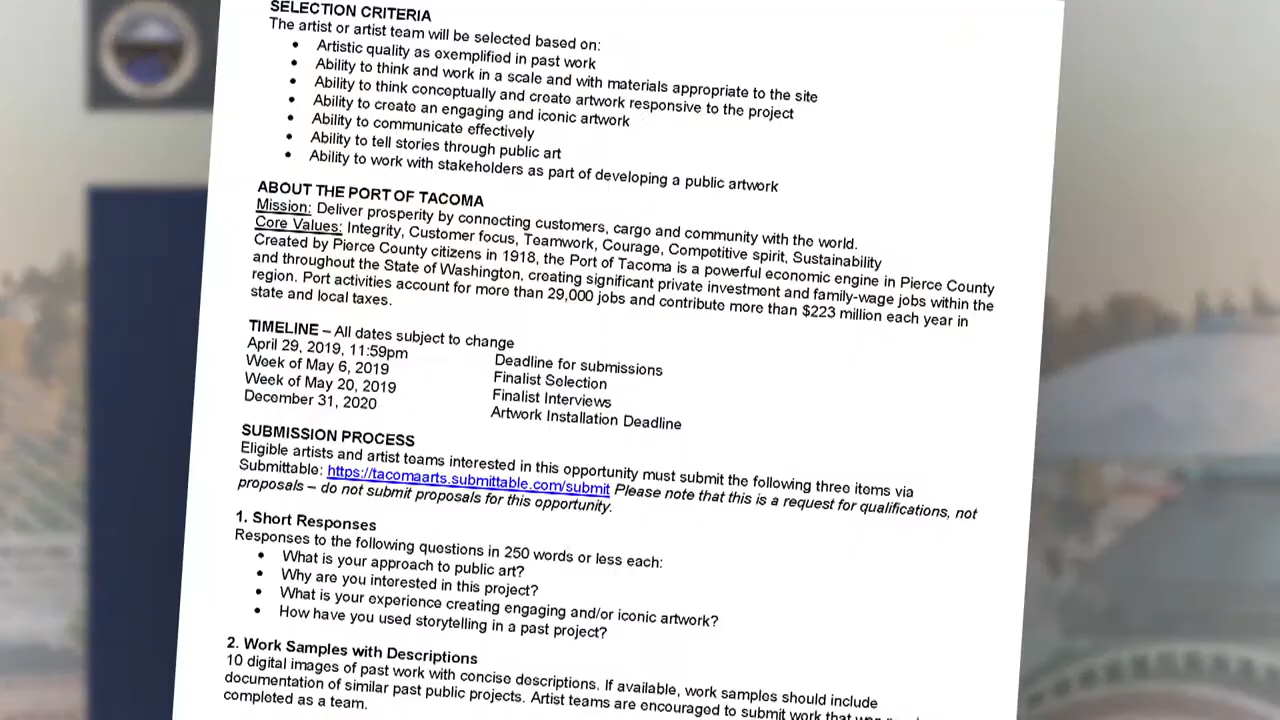 SELECTION CRITERIA
The artist or artist team will be selected based on:
• Artistic quality as exemplified in past work
• Ability to think and work in a scale and with materials appropriate to the site
• Ability to think conceptually and create artwork responsive to the project
• Ability to create an engaging and iconic artwork
• Ability to communicate effectively
• Ability to tell stories through public art
• Ability to work with stakeholders as part of developing a public artwork
ABOUT THE PORT OF TACOMA
Mission: Deliver prosperity by connecting customers, cargo and community with the world.
Core Values: Integrity, Customer focus, Teamwork, Courage, Competitive spirit, Sustainability
Created by Pierce County citizens in 1918, the Port of Tacoma is a powerful economic engine in Pierce County
and throughout the State of Washington, creating significant private investment and family-wage jobs within the
region. Port activities account for more than 29,000 jobs and contribute more than $223 million each year in
state and local taxes.
TIMELINE – All dates subject to change
April 29, 2019, 11:59pm Deadline for submissions
Week of May 6, 2019 Finalist Selection
Week of May 20, 2019 Finalist Interviews
December 31, 2020 Artwork Installation Deadline
SUBMISSION PROCESS
Eligible artists and artist teams interested in this opportunity must submit the following three items via
Submittable: https://tacomaarts.submittable.com/submit Please note that this is a request for qualifications, not
proposals – do not submit proposals for this opportunity.
1. Short Responses
Responses to the following questions in 250 words or less each:
• What is your approach to public art?
• Why are you interested in this project?
• What is your experience creating engaging and/or iconic artwork?
• How have you used storytelling in a past project?
2. Work Samples with Descriptions
10 digital images of past work with concise descriptions. If available, work samples should include
documentation of similar past public projects. Artist teams are encouraged to submit work that
completed as a team.